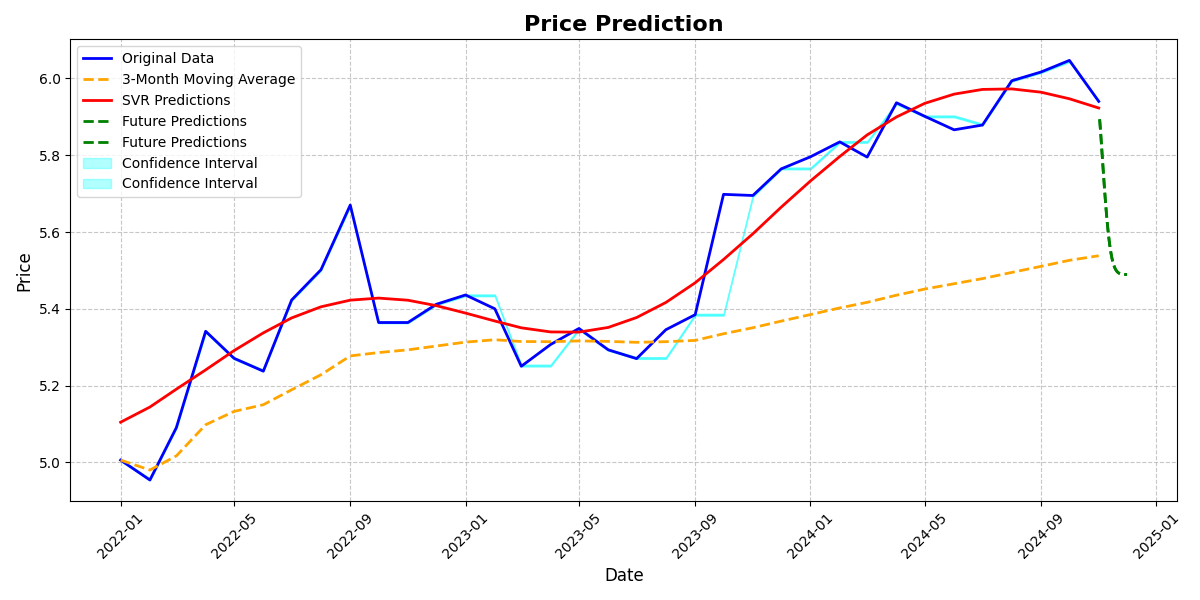 Price Prediction
Original Data
3-Month Moving Average
SVR Predictions
Future Predictions
Future Predictions
Confidence Interval
Confidence Interval
Price
6.0
5.8
5.6
5.4
5.2
5.0
2022-01
2022-05
2022-09
2023-01
2023-05
2023-09
2024-01
2024-05
2024-09
2025-01
Date